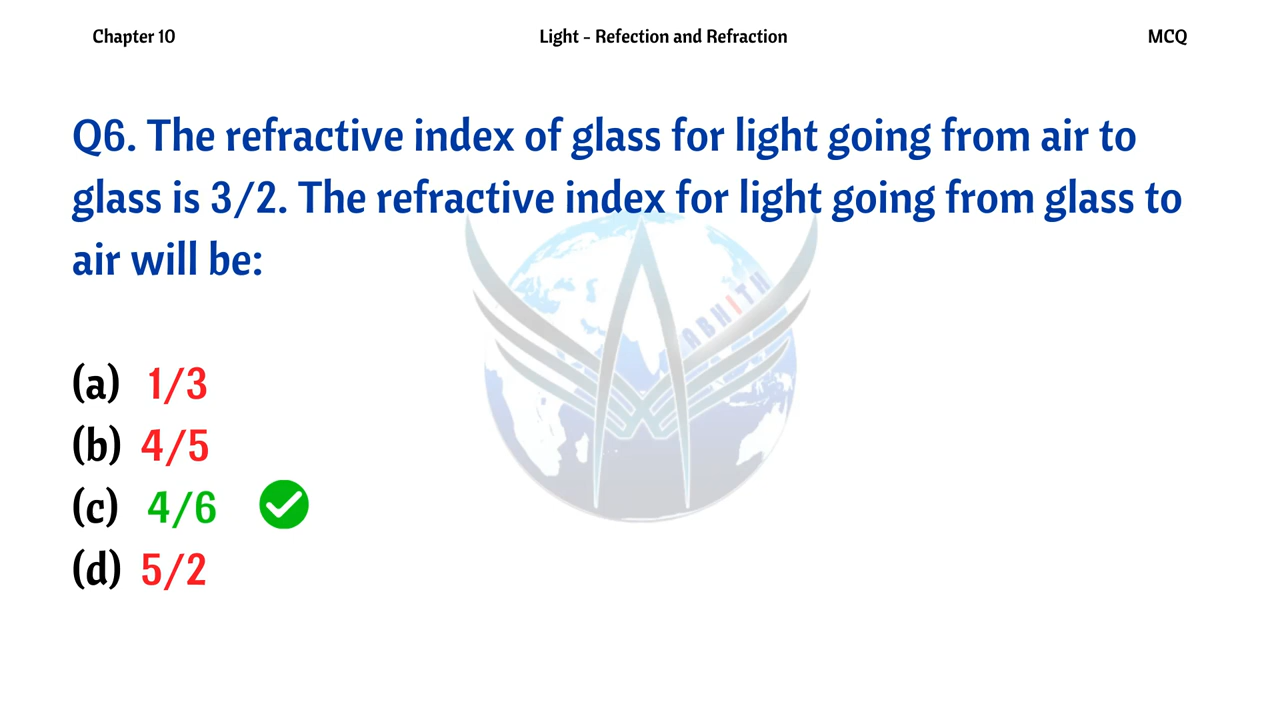 Chapter 10 Light - Refection and Refraction MCQ
Q6. The refractive index of glass for light going from air to
glass is 3/2. The refractive index for light going from glass to
air will be:
ABHITH
(a) 1/3
(b) 4/5
(c) 4/6
(d) 5/2